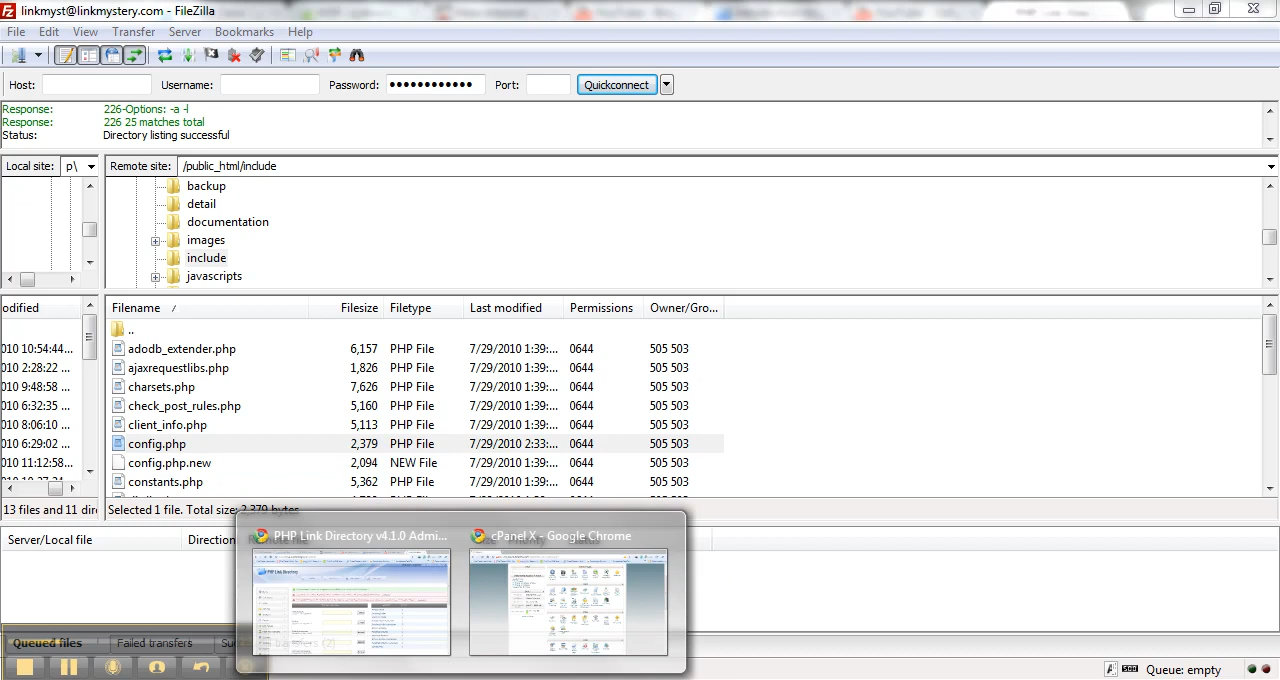 linkmyst@linkmystery.com - FileZilla
File Edit View Transfer Server Bookmarks Help
Host: Username: Password: ●●●●●●●●●●●● Port: Quickconnect
Response: 226-Options: -a -l
Response: 226 25 matches total
Status: Directory listing successful
Local site: p\ Remote site: /public_html/include
backup
detail
documentation
images
include
javascripts
odified Filename / Filesize Filetype Last modified Permissions Owner/Gro...
..
010 10:54:44... adodb_extender.php 6,157 PHP File 7/29/2010 1:39:... 0644 505 503
010 2:28:22 ... ajaxrequestlibs.php 1,826 PHP File 7/29/2010 1:39:... 0644 505 503
010 9:48:58 ... charsets.php 7,626 PHP File 7/29/2010 1:39:... 0644 505 503
010 6:32:35 ... check_post_rules.php 5,160 PHP File 7/29/2010 1:39:... 0644 505 503
010 8:06:10 ... client_info.php 5,113 PHP File 7/29/2010 1:39:... 0644 505 503
010 6:29:02 ... config.php 2,379 PHP File 7/29/2010 2:33:... 0644 505 503
010 11:12:58... config.php.new 2,094 NEW File 7/29/2010 1:39:... 0644 505 503
constants.php 5,362 PHP File 7/29/2010 1:39:... 0644 505 503
13 files and 11 dire Selected 1 file. Total size: 2,379 bytes
Server/Local file Direction
PHP Link Directory v4.1.0 Admi... cPanel X - Google Chrome
PHP Link Directory
Queued files Failed transfers
Queue: empty